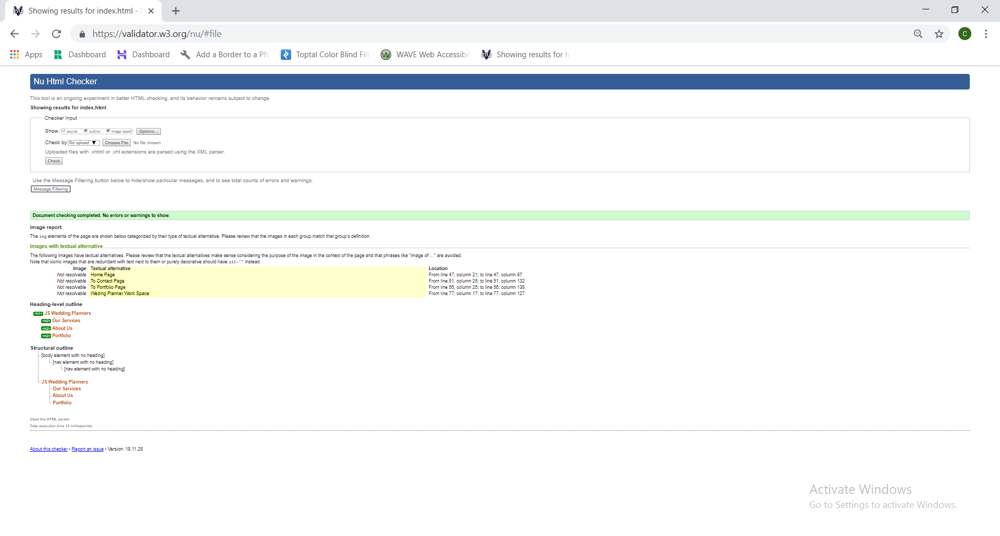 Showing results for index.html -
https://validator.w3.org/nu/#file
C
Apps Dashboard Dashboard Add a Border to a PN Toptal Color Blind Filt WAVE Web Accessibi Showing results for h
Nu Html Checker
This tool is an ongoing experiment in better HTML checking, and its behavior remains subject to change
Showing results for index.html
Checker Input
Show source outline image report Options...
Check by file upload Choose File No file chosen
Uploaded files with .xhtml or .xht extensions are parsed using the XML parser.
Check
Use the Message Filtering button below to hide/show particular messages, and to see total counts of errors and warnings.
Message Filtering
Document checking completed. No errors or warnings to show.
Image report
The img elements of the page are shown below categorized by their type of textual alternative. Please review that the images in each group match that group's definition.
Images with textual alternative
The following images have textual alternatives. Please review that the textual alternatives make sense considering the purpose of the image in the context of the page and that phrases like "Image of …" are avoided.
Note that iconic images that are redundant with text next to them or purely decorative should have alt="" instead.
Image Textual alternative Location
Not resolvable Home Page From line 47, column 21; to line 47, column 97
Not resolvable To Contact Page From line 51, column 25; to line 51, column 132
Not resolvable To Portfolio Page From line 56, column 25; to line 56, column 138
Not resolvable Weding Planner Work Space From line 77, column 17; to line 77, column 127
Heading-level outline
<h1> JS Wedding Planners
<h2> Our Services
<h2> About Us
<h2> Portfolio
Structural outline
[body element with no heading]
[nav element with no heading]
[nav element with no heading]
JS Wedding Planners
Our Services
About Us
Portfolio
Used the HTML parser.
Total execution time 10 milliseconds.
About this checker • Report an issue • Version: 18.11.28
Activate Windows
Go to Settings to activate Windows.